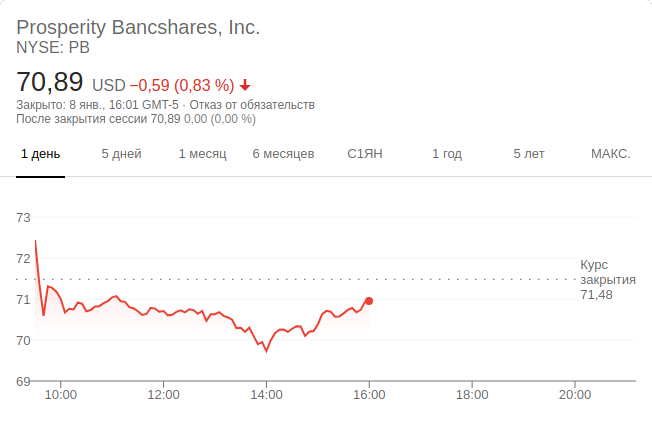 Prosperity Bancshares, Inc.
NYSE: PB
70,89 USD −0,59 (0,83 %)
Закрыто: 8 янв., 16:01 GMT-5 · Отказ от обязательств
После закрытия сессии 70,89 0,00 (0,00 %)
1 день 5 дней 1 месяц 6 месяцев С1ЯН 1 год 5 лет МАКС.
73
72
Курс
закрытия
71,48
71
70
69
10:00 12:00 14:00 16:00 18:00 20:00